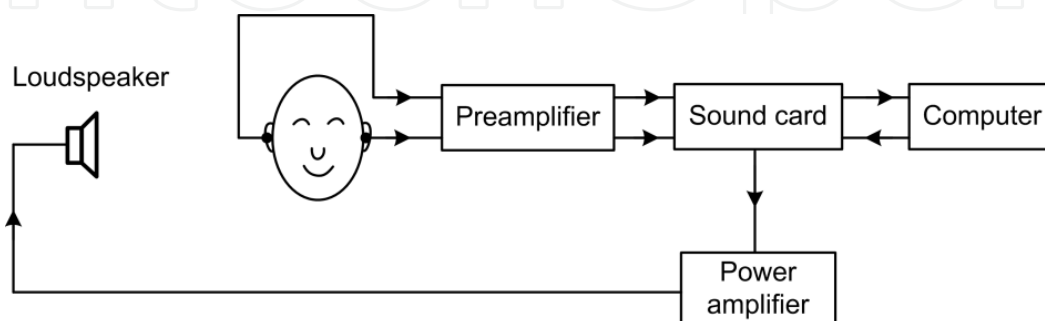 Loudspeaker
Preamplifier
Sound card
Computer
Power
amplifier